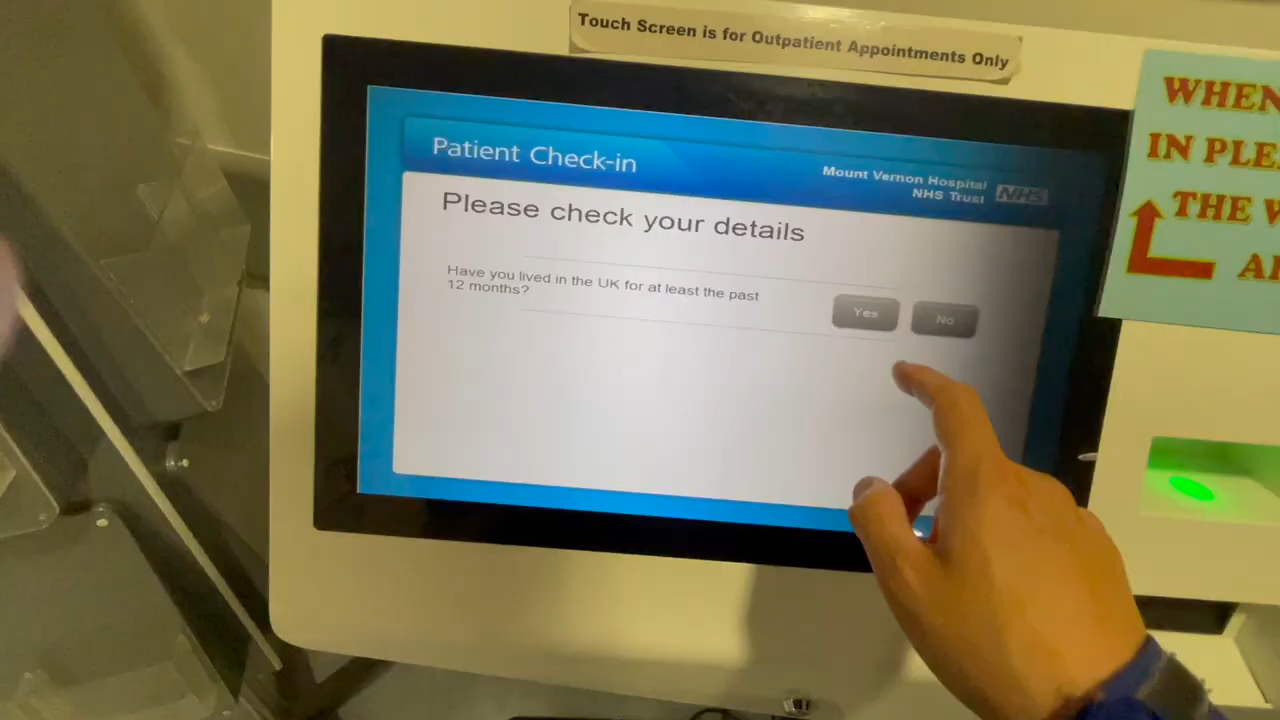 Touch Screen is for Outpatient Appointments Only
Patient Check-in
Mount Vernon Hospital
NHS Trust
NHS
Please check your details
Have you lived in the UK for at least the past
12 months?
Yes
No
WHEN
IN PLE
THE